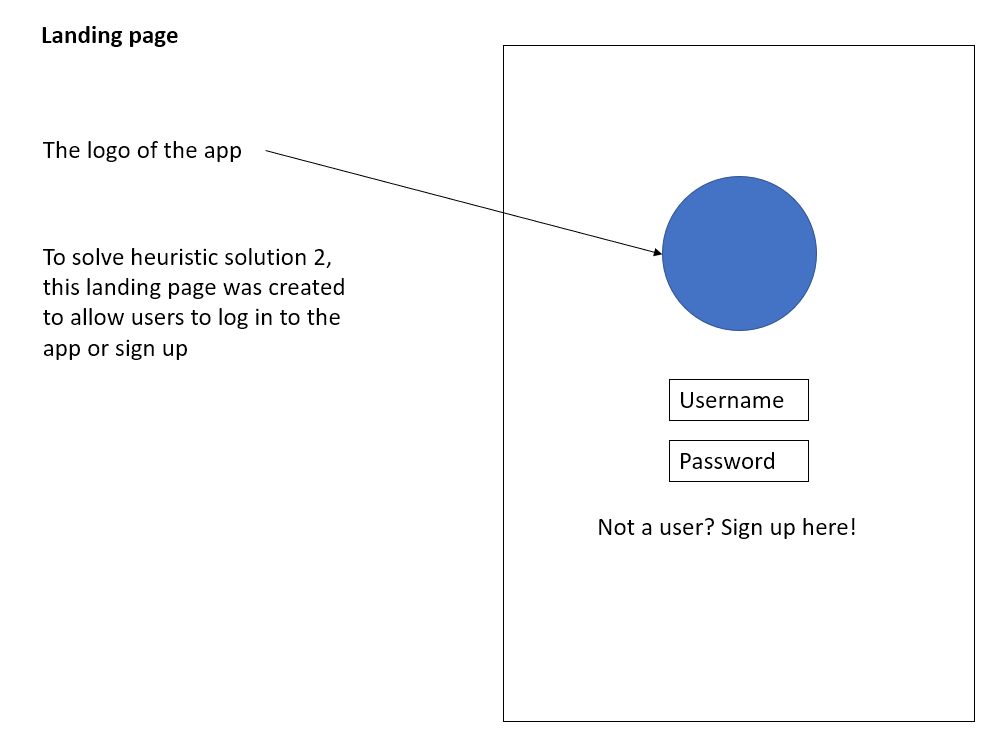 Landing page
The logo of the app
To solve heuristic solution 2,
this landing page was created
to allow users to log in to the
app or sign up
Username
Password
Not a user? Sign up here!